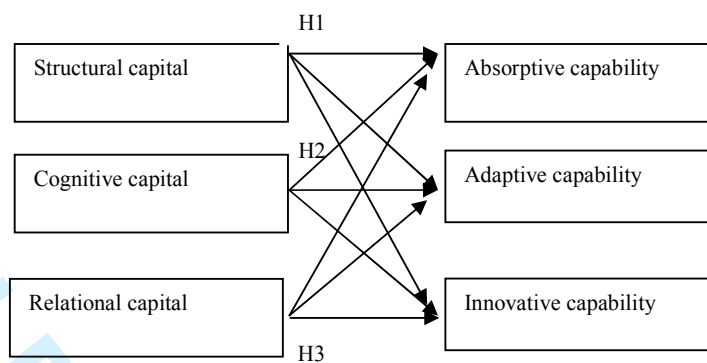 H1
Structural capital
Absorptive capability
H2
Cognitive capital
Adaptive capability
Relational capital
Innovative capability
H3